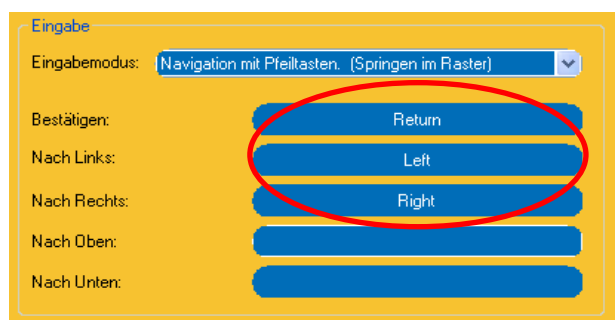 Eingabe
Eingabemodus: Navigation mit Pfeiltasten. (Springen im Raster)
Bestätigen: Return
Nach Links: Left
Nach Rechts: Right
Nach Oben:
Nach Unten: